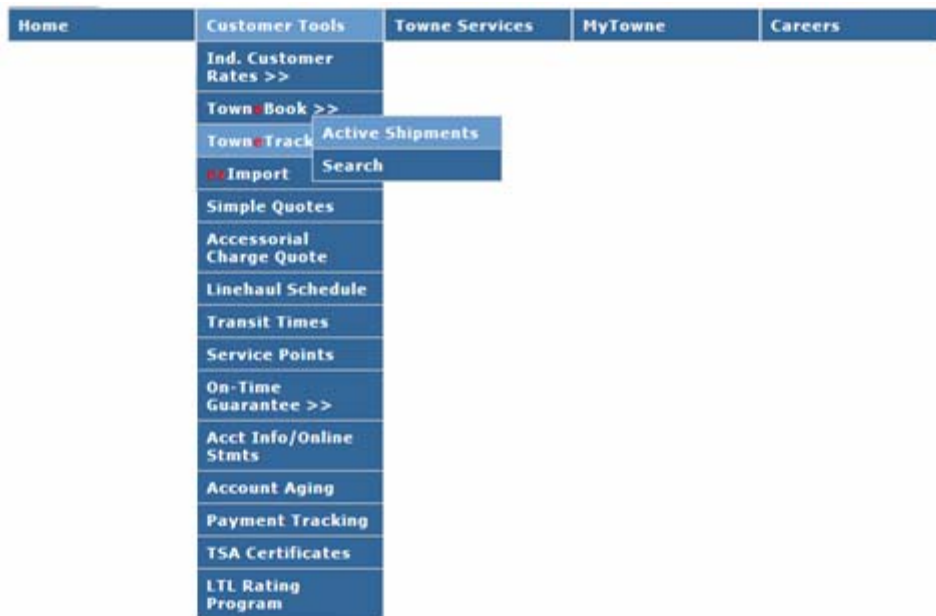 Home
Customer Tools
Towne Services
MyTowne
Careers
Ind. Customer
Rates >>
TowneBook >>
TowneTrack
Active Shipments
Search
Import
Simple Quotes
Accessorial
Charge Quote
Linehaul Schedule
Transit Times
Service Points
On-Time
Guarantee >>
Acct Info/Online
Stmts
Account Aging
Payment Tracking
TSA Certificates
LTL Rating
Program